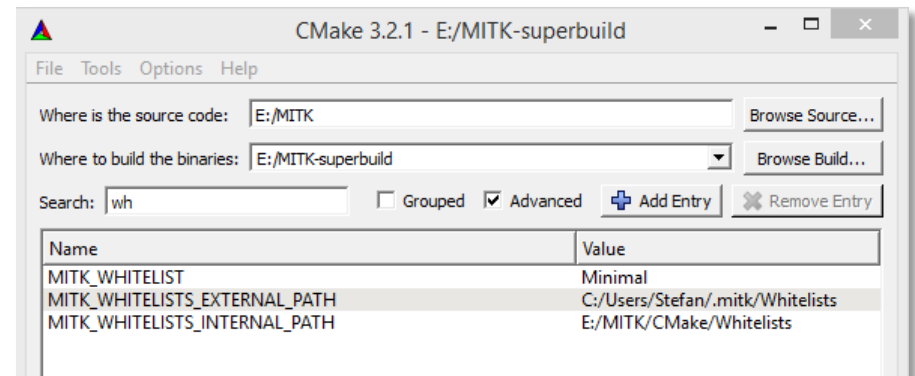 CMake 3.2.1 - E:/MITK-superbuild
File Tools Options Help
Where is the source code: E:/MITK Browse Source...
Where to build the binaries: E:/MITK-superbuild Browse Build...
Search: wh Grouped Advanced Add Entry Remove Entry
Name Value
MITK_WHITELIST Minimal
MITK_WHITELISTS_EXTERNAL_PATH C:/Users/Stefan/.mitk/Whitelists
MITK_WHITELISTS_INTERNAL_PATH E:/MITK/CMake/Whitelists